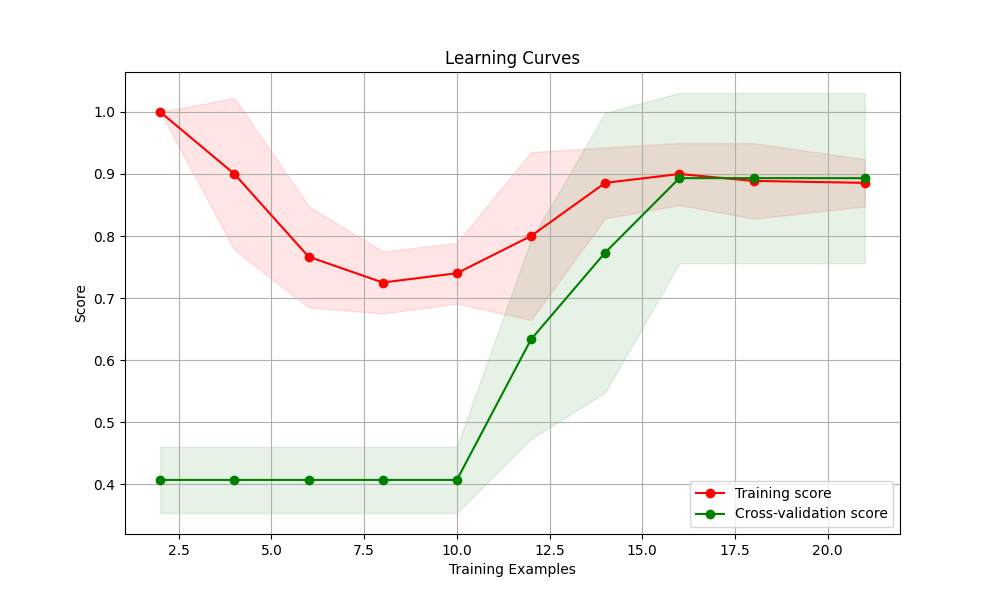 Learning Curves
1.0
0.9
0.8
0.7
0.6
0.5
0.4
Score
2.5 5.0 7.5 10.0 12.5 15.0 17.5 20.0
Training Examples
Training score
Cross-validation score